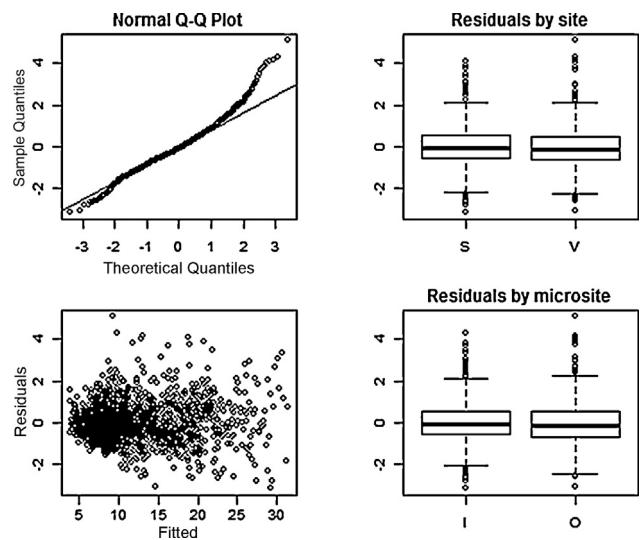 Normal Q-Q Plot
Sample Quantiles
4
2
0
-2
-3 -2 -1 0 1 2 3
Theoretical Quantiles
Residuals by site
4
2
0
-2
S V
Residuals
4
2
0
-2
5 10 15 20 25 30
Fitted
Residuals by microsite
4
2
0
-2
I O